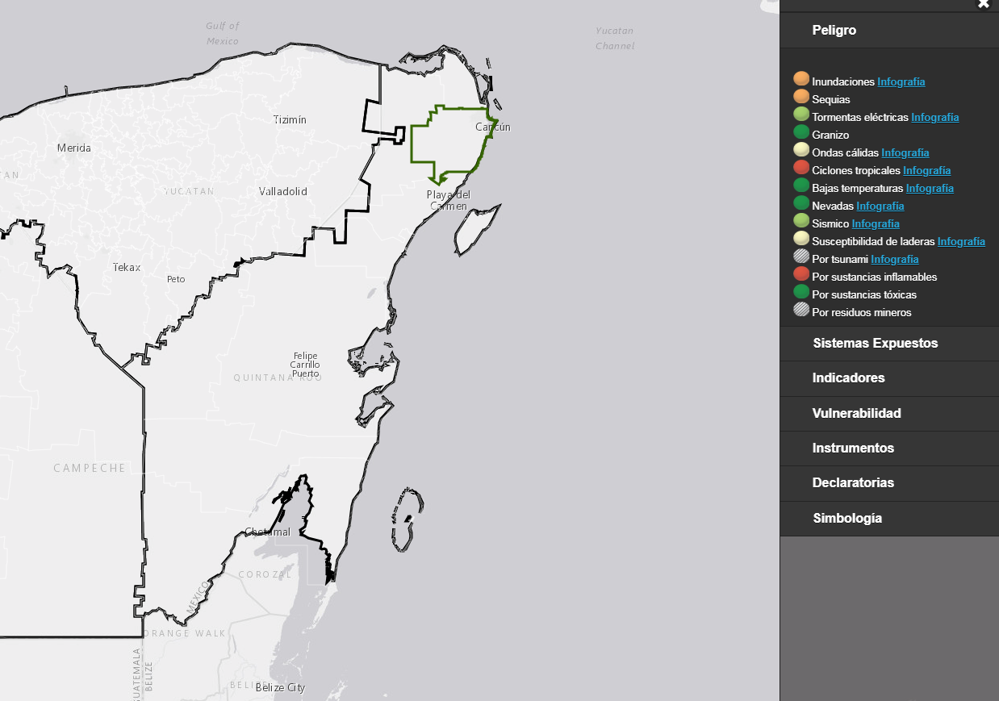 Gulf of
Mexico
Yucatan
Channel
Tizimín
Cancún
Merida
TAN
YUCATAN
Valladolid
Playa del
Carmen
Tekax
Peto
Felipe
Carrillo
Puerto
QUINTANA ROO
CAMPECHE
Chetumal
COROZAL
MEXICO
ORANGE WALK
GUATEMALA
BELIZE
BELIZE
Belize City
Peligro
Inundaciones Infografía
Sequias
Tormentas eléctricas Infografía
Granizo
Ondas cálidas Infografía
Ciclones tropicales Infografía
Bajas temperaturas Infografía
Nevadas Infografía
Sismico Infografía
Susceptibilidad de laderas Infografía
Por tsunami Infografía
Por sustancias inflamables
Por sustancias tóxicas
Por residuos mineros
Sistemas Expuestos
Indicadores
Vulnerabilidad
Instrumentos
Declaratorias
Simbología